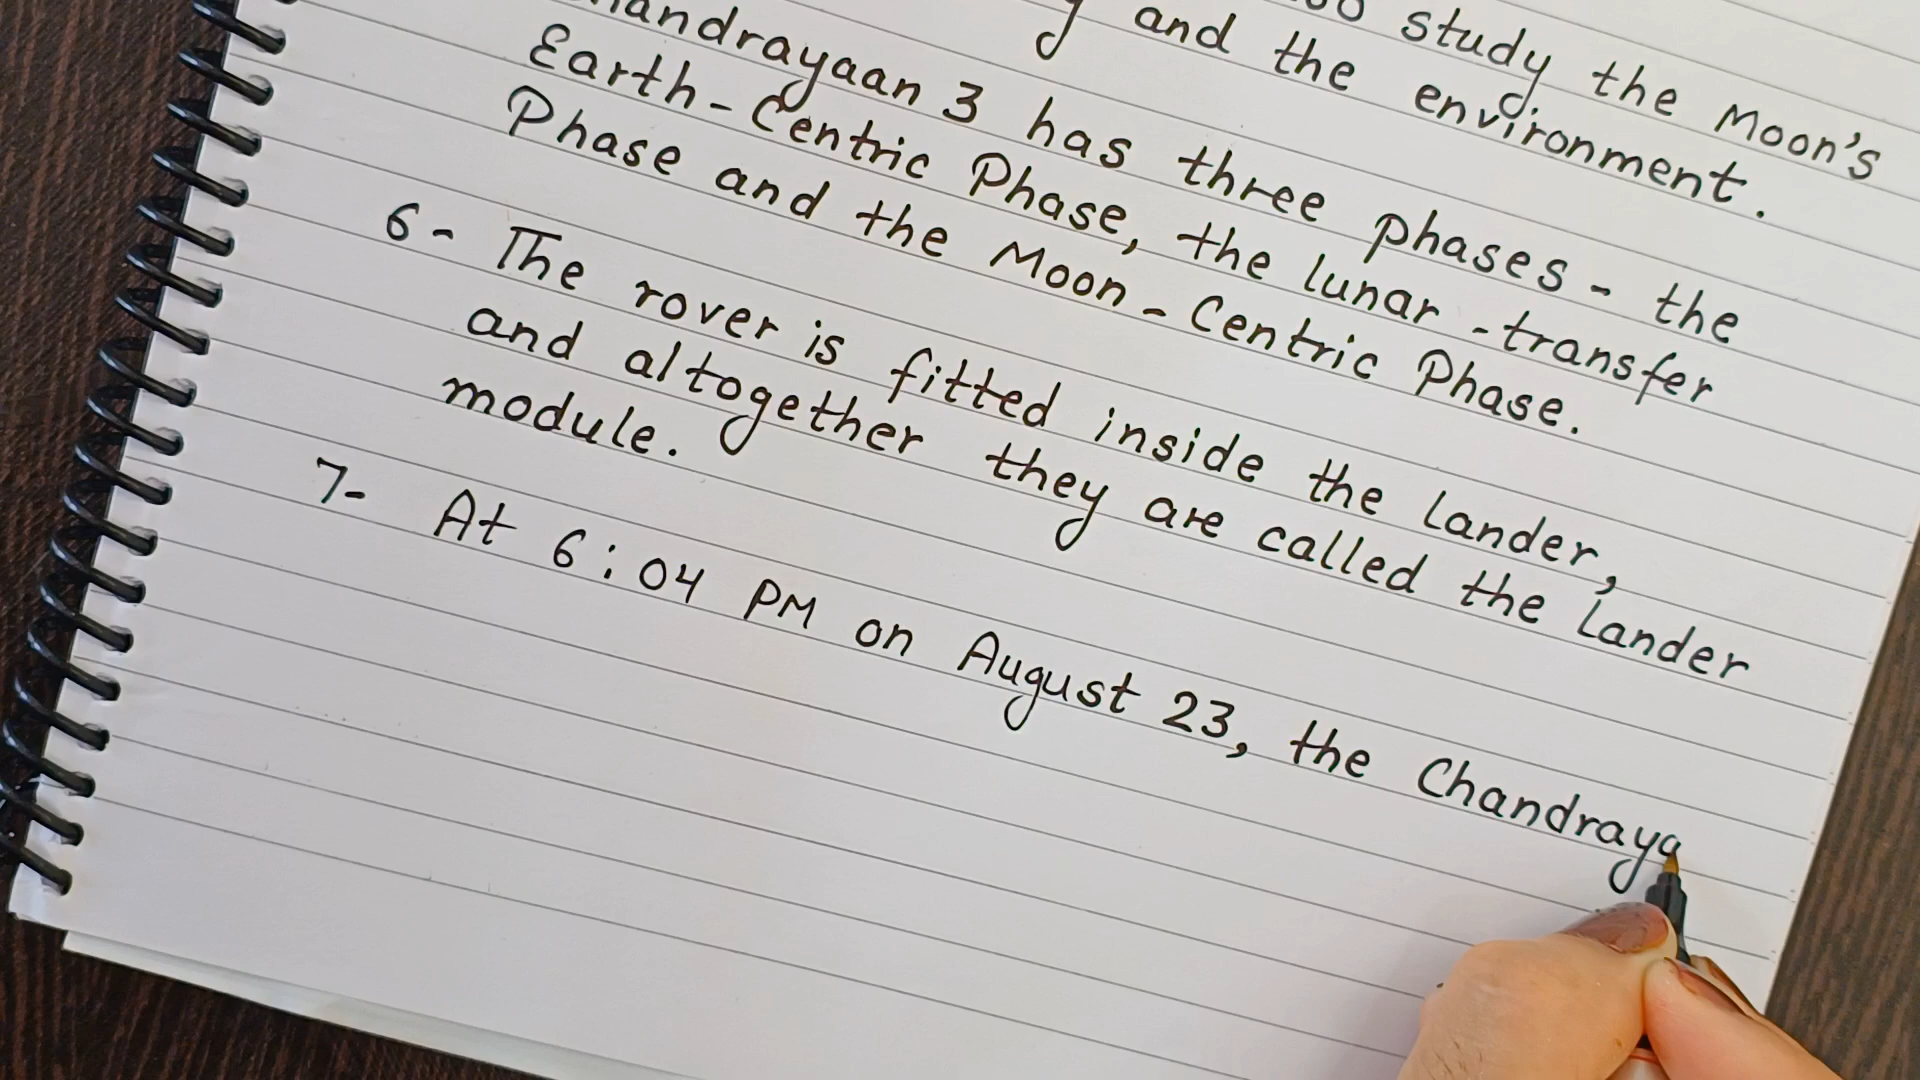 study the Moon's
and the environment.
handrayaan 3 has three phases - the
Earth-Centric Phase, the lunar-transfer
Phase and the Moon-Centric Phase.
6- The rover is fitted inside the lander,
and altogether they are called the Lander
module.
7- At 6:04 PM on August 23, the Chandraya